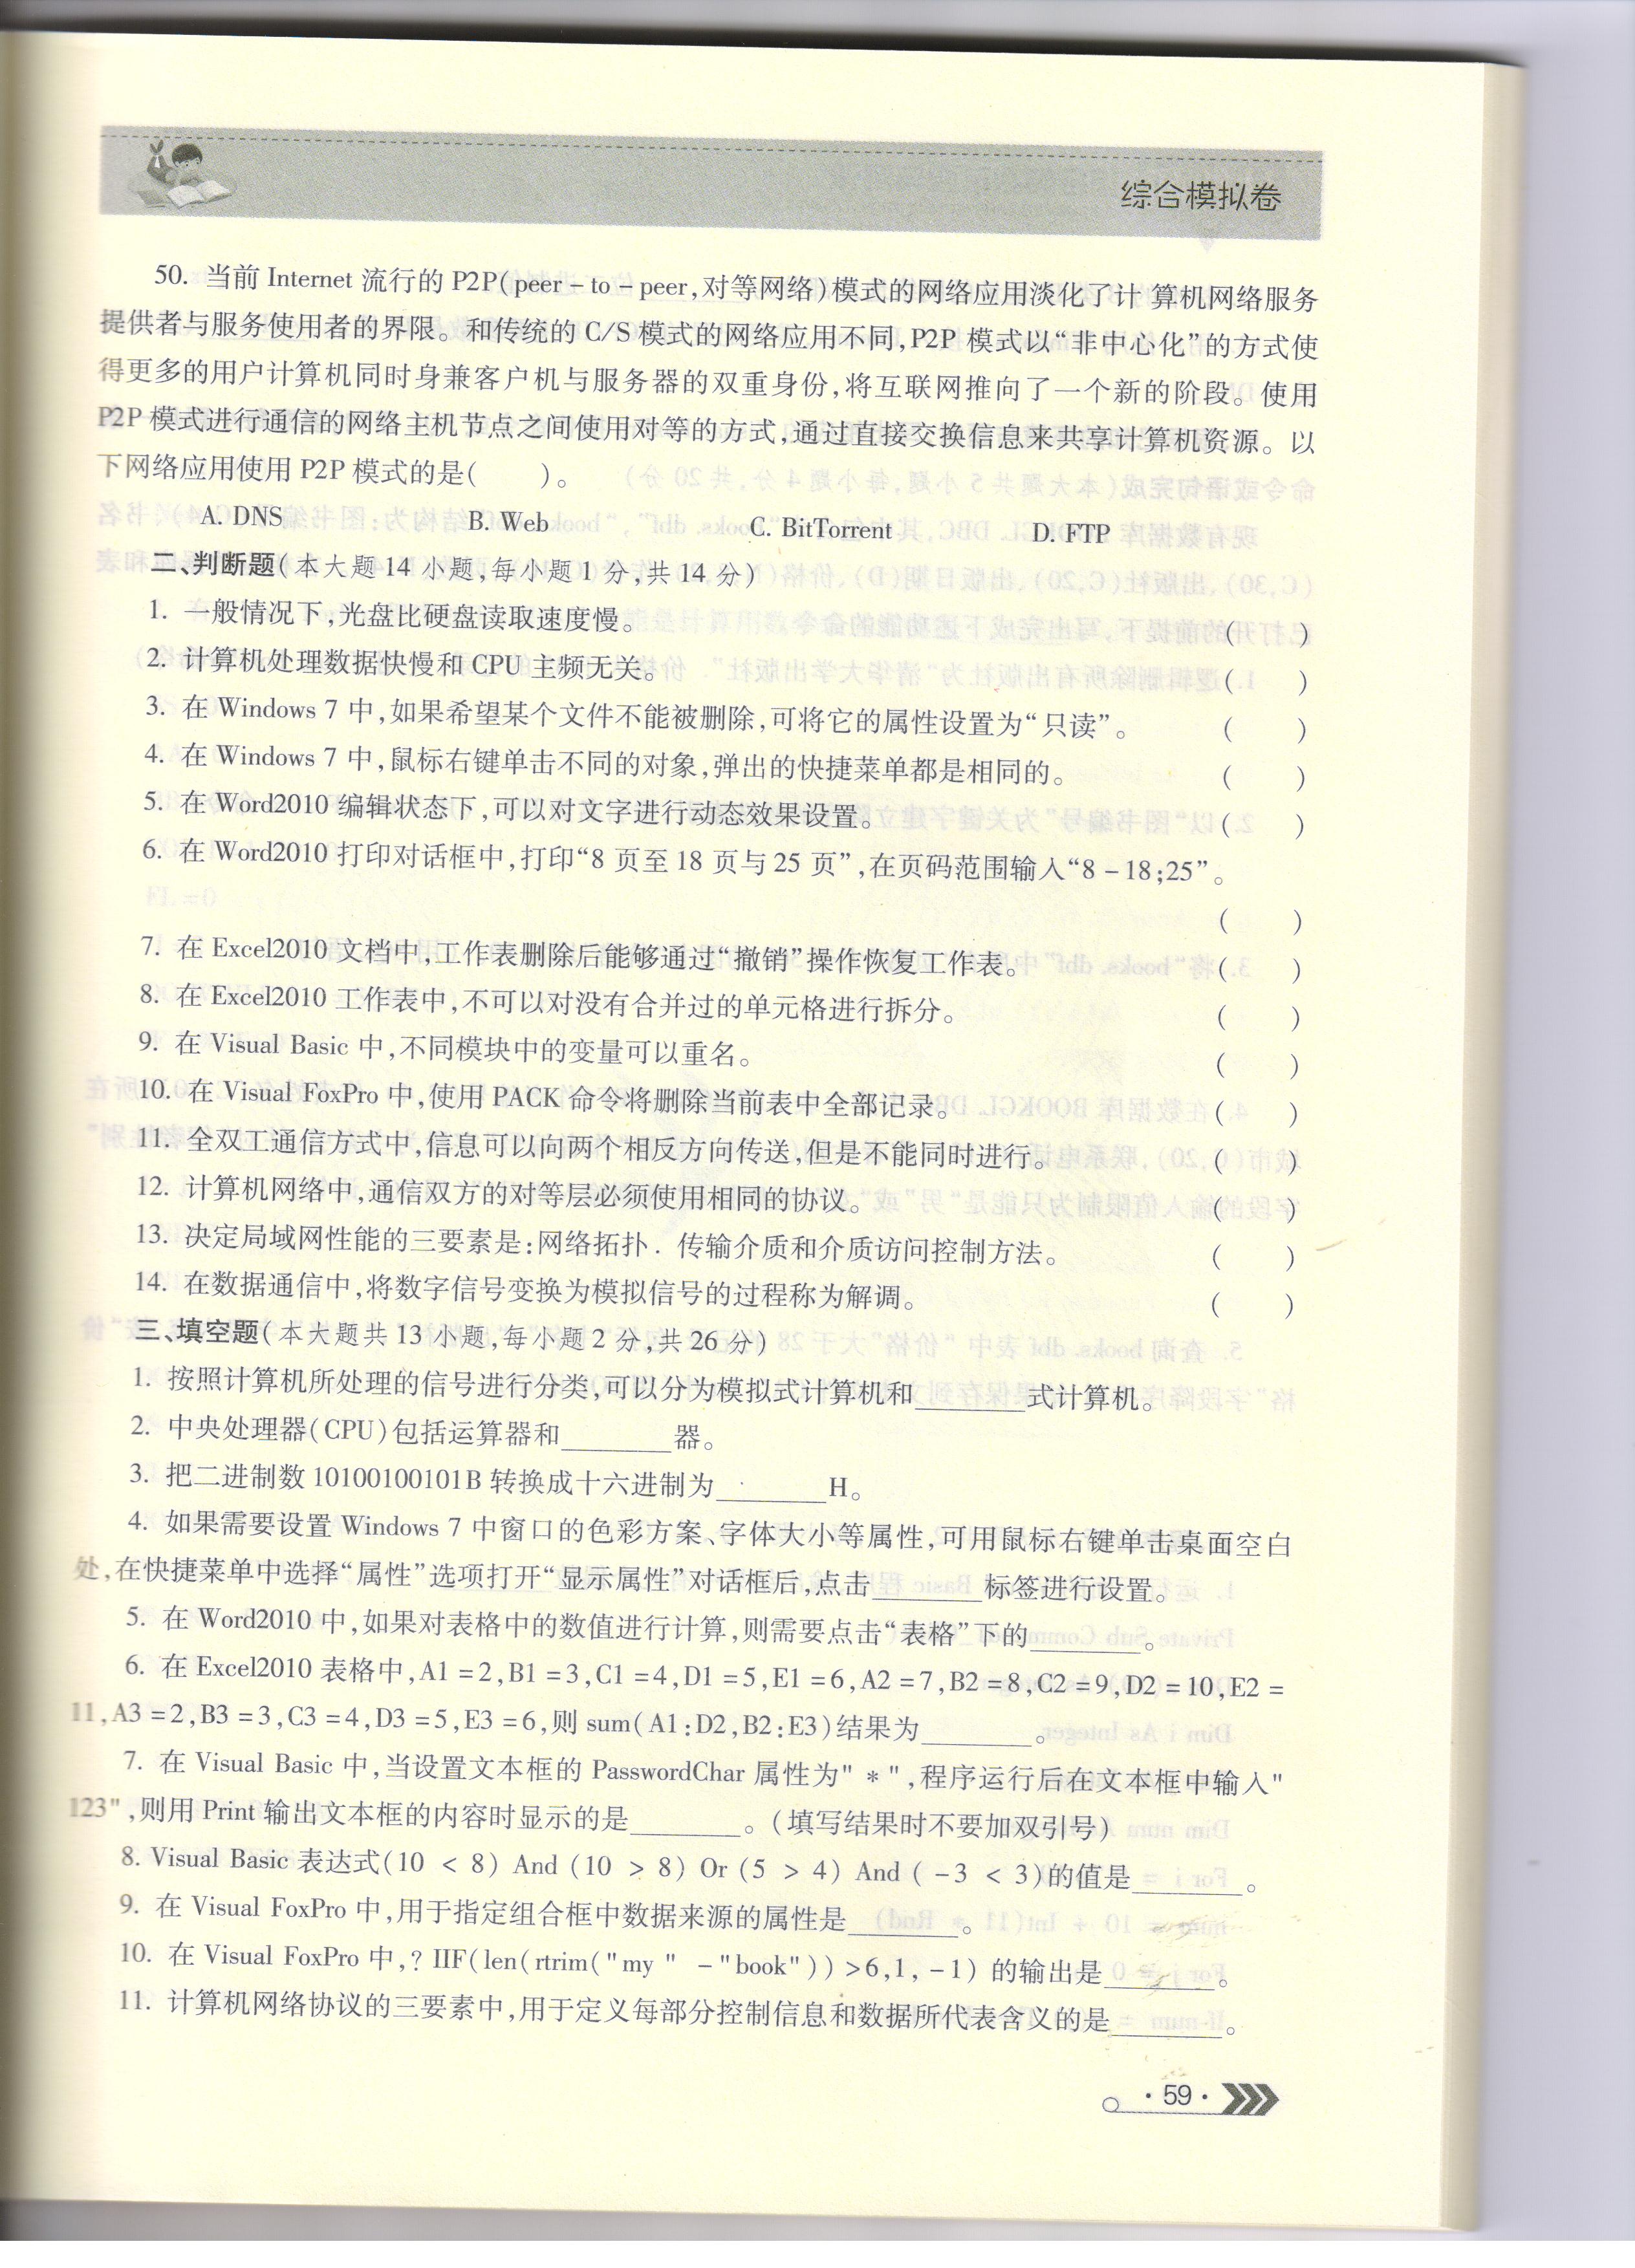 综合模拟卷
50. 当前 Internet 流行的 P2P(peer－to－peer,对等网络)模式的网络应用淡化了计 算机网络服务
提供者与服务使用者的界限。和传统的 C/S 模式的网络应用不同,P2P 模式以“非中心化”的方式使
得更多的用户计算机同时身兼客户机与服务器的双重身份,将互联网推向了一个新的阶段。使用
P2P 模式进行通信的网络主机节点之间使用对等的方式,通过直接交换信息来共享计算机资源。以
下网络应用使用 P2P 模式的是(　　)。
A. DNS　　B. Web　　C. BitTorrent　　D. FTP
二、判断题(本大题 14 小题,每小题 1 分,共 14 分)
1. 一般情况下,光盘比硬盘读取速度慢。(　　)
2. 计算机处理数据快慢和 CPU 主频无关。(　　)
3. 在 Windows 7 中,如果希望某个文件不能被删除,可将它的属性设置为“只读”。(　　)
4. 在 Windows 7 中,鼠标右键单击不同的对象,弹出的快捷菜单都是相同的。(　　)
5. 在 Word2010 编辑状态下,可以对文字进行动态效果设置。(　　)
6. 在 Word2010 打印对话框中,打印“8 页至 18 页与 25 页”,在页码范围输入“8－18;25”。
(　　)
7. 在 Excel2010 文档中,工作表删除后能够通过“撤销”操作恢复工作表。(　　)
8. 在 Excel2010 工作表中,不可以对没有合并过的单元格进行拆分。(　　)
9. 在 Visual Basic 中,不同模块中的变量可以重名。(　　)
10. 在 Visual FoxPro 中,使用 PACK 命令将删除当前表中全部记录。(　　)
11. 全双工通信方式中,信息可以向两个相反方向传送,但是不能同时进行。(　　)
12. 计算机网络中,通信双方的对等层必须使用相同的协议。(　　)
13. 决定局域网性能的三要素是:网络拓扑．传输介质和介质访问控制方法。(　　)
14. 在数据通信中,将数字信号变换为模拟信号的过程称为解调。(　　)
三、填空题(本大题共 13 小题,每小题 2 分,共 26 分)
1. 按照计算机所处理的信号进行分类,可以分为模拟式计算机和________式计算机。
2. 中央处理器(CPU)包括运算器和________器。
3. 把二进制数 10100100101B 转换成十六进制为________H。
4. 如果需要设置 Windows 7 中窗口的色彩方案、字体大小等属性,可用鼠标右键单击桌面空白
处,在快捷菜单中选择“属性”选项打开“显示属性”对话框后,点击________标签进行设置。
5. 在 Word2010 中,如果对表格中的数值进行计算,则需要点击“表格”下的________。
6. 在 Excel2010 表格中,A1 =2,B1 =3,C1 =4,D1 =5,E1 =6,A2 =7,B2 =8,C2 =9,D2 =10,E2 =
11,A3 =2,B3 =3,C3 =4,D3 =5,E3 =6,则 sum(A1:D2,B2:E3)结果为________。
7. 在 Visual Basic 中,当设置文本框的 PasswordChar 属性为" * ",程序运行后在文本框中输入"
123",则用 Print 输出文本框的内容时显示的是________。(填写结果时不要加双引号)
8. Visual Basic 表达式(10 < 8) And (10 > 8) Or (5 > 4) And ( -3 < 3)的值是________。
9. 在 Visual FoxPro 中,用于指定组合框中数据来源的属性是________。
10. 在 Visual FoxPro 中,? IIF(len(rtrim("my " －"book"))>6,1, -1) 的输出是________。
11. 计算机网络协议的三要素中,用于定义每部分控制信息和数据所代表含义的是________。
·59·